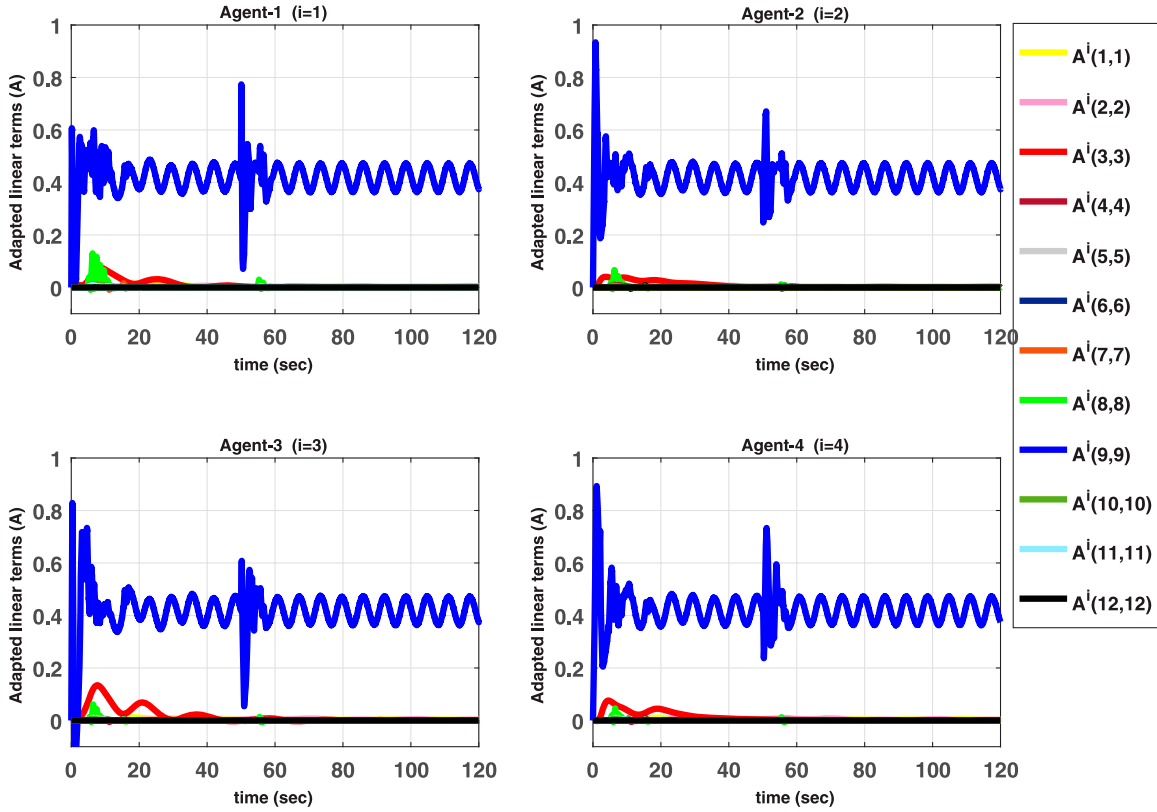 Agent-1 (i=1)
Adapted linear terms (A)
1
0.8
0.6
0.4
0.2
0
0 20 40 60 80 100 120
time (sec)
Agent-2 (i=2)
Adapted linear terms (A)
1
0.8
0.6
0.4
0.2
0
0 20 40 60 80 100 120
time (sec)
Agent-3 (i=3)
Adapted linear terms (A)
1
0.8
0.6
0.4
0.2
0
0 20 40 60 80 100 120
time (sec)
Agent-4 (i=4)
Adapted linear terms (A)
1
0.8
0.6
0.4
0.2
0
0 20 40 60 80 100 120
time (sec)
A^i(1,1)
A^i(2,2)
A^i(3,3)
A^i(4,4)
A^i(5,5)
A^i(6,6)
A^i(7,7)
A^i(8,8)
A^i(9,9)
A^i(10,10)
A^i(11,11)
A^i(12,12)